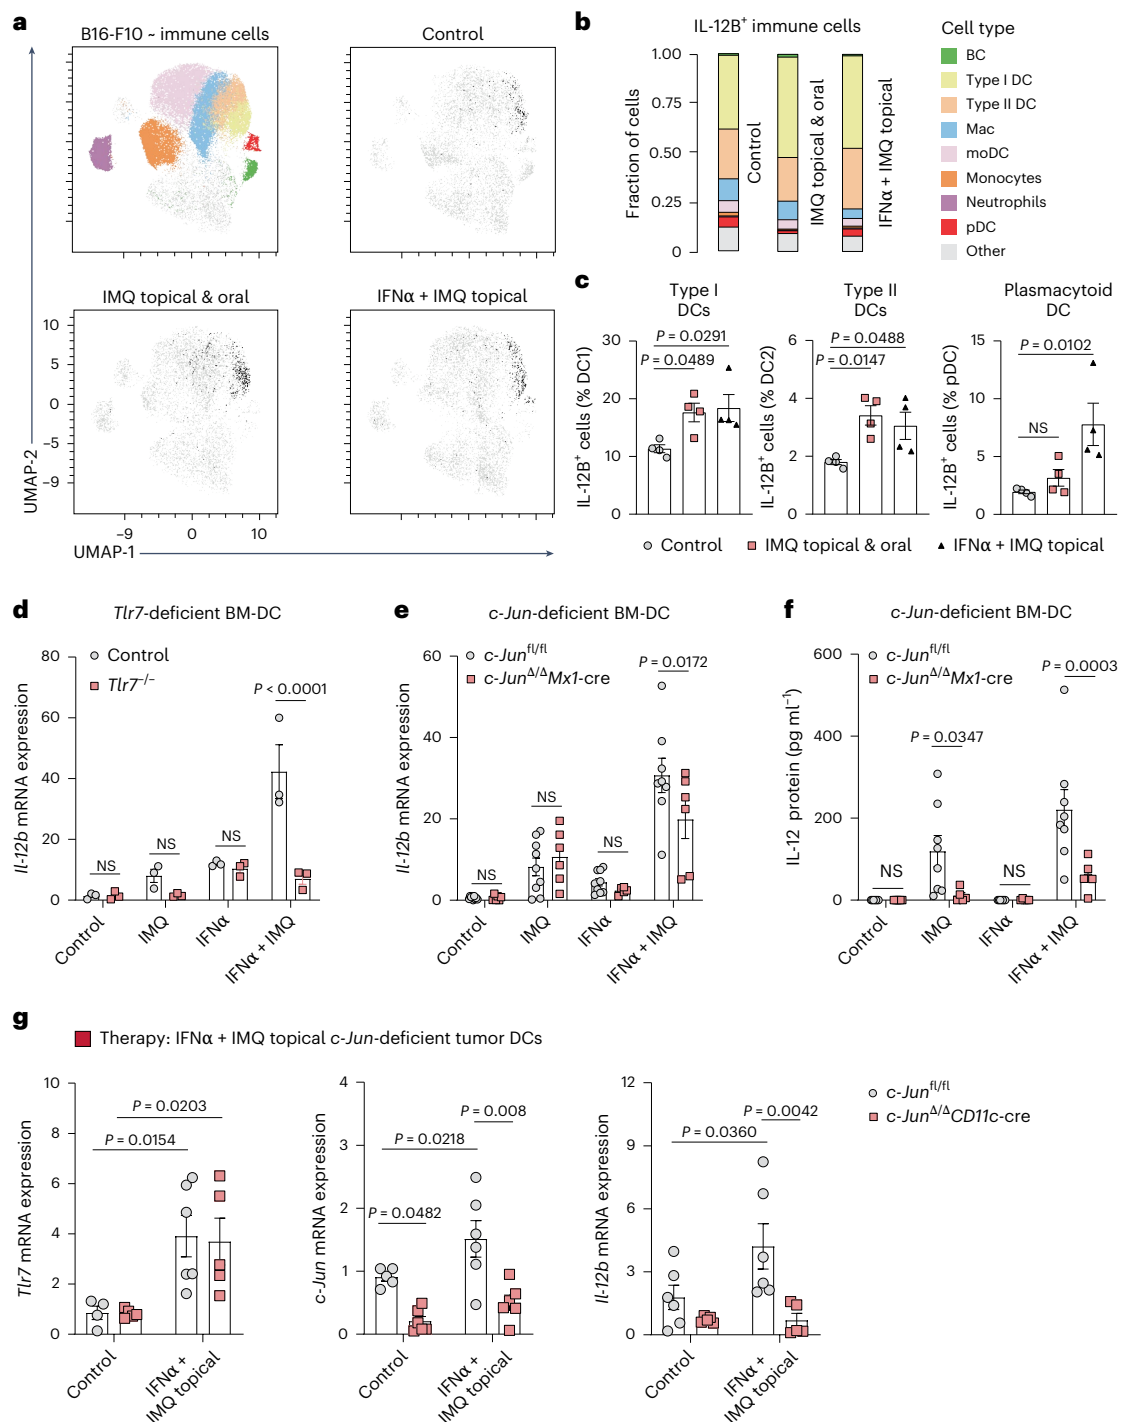 a
B16-F10 ~ immune cells
Control
IMQ topical & oral
IFNα + IMQ topical
10
5
0
−5
−9
UMAP-2
−9
0
10
UMAP-1
b
IL-12B+ immune cells
Fraction of cells
1.00
0.75
0.50
0.25
0
Control
IMQ topical & oral
IFNα + IMQ topical
Cell type
BC
Type I DC
Type II DC
Mac
moDC
Monocytes
Neutrophils
pDC
Other
c
Type I
DCs
IL-12B+ cells (% DC1)
30
20
10
0
P = 0.0291
P = 0.0489
Type II
DCs
IL-12B+ cells (% DC2)
6
4
2
0
P = 0.0488
P = 0.0147
Plasmacytoid
DC
IL-12B+ cells (% pDC)
15
10
5
0
P = 0.0102
NS
Control
IMQ topical & oral
IFNα + IMQ topical
d
Tlr7-deficient BM-DC
Control
Tlr7−/−
Il-12b mRNA expression
80
60
40
20
0
NS
NS
NS
P < 0.0001
Control
IMQ
IFNα
IFNα + IMQ
e
c-Jun-deficient BM-DC
c-Junfl/fl
c-JunΔ/ΔMx1-cre
Il-12b mRNA expression
60
40
20
0
NS
NS
NS
P = 0.0172
Control
IMQ
IFNα
IFNα + IMQ
f
c-Jun-deficient BM-DC
c-Junfl/fl
c-JunΔ/ΔMx1-cre
IL-12 protein (pg ml−1)
600
400
200
0
NS
P = 0.0347
NS
P = 0.0003
Control
IMQ
IFNα
IFNα + IMQ
g
Therapy: IFNα + IMQ topical c-Jun-deficient tumor DCs
Tlr7 mRNA expression
10
8
6
4
2
0
P = 0.0203
P = 0.0154
Control
IFNα +
IMQ topical
c-Jun mRNA expression
4
3
2
1
0
P = 0.008
P = 0.0218
P = 0.0482
Control
IFNα +
IMQ topical
Il-12b mRNA expression
12
9
6
3
0
P = 0.0042
P = 0.0360
Control
IFNα +
IMQ topical
c-Junfl/fl
c-JunΔ/ΔCD11c-cre